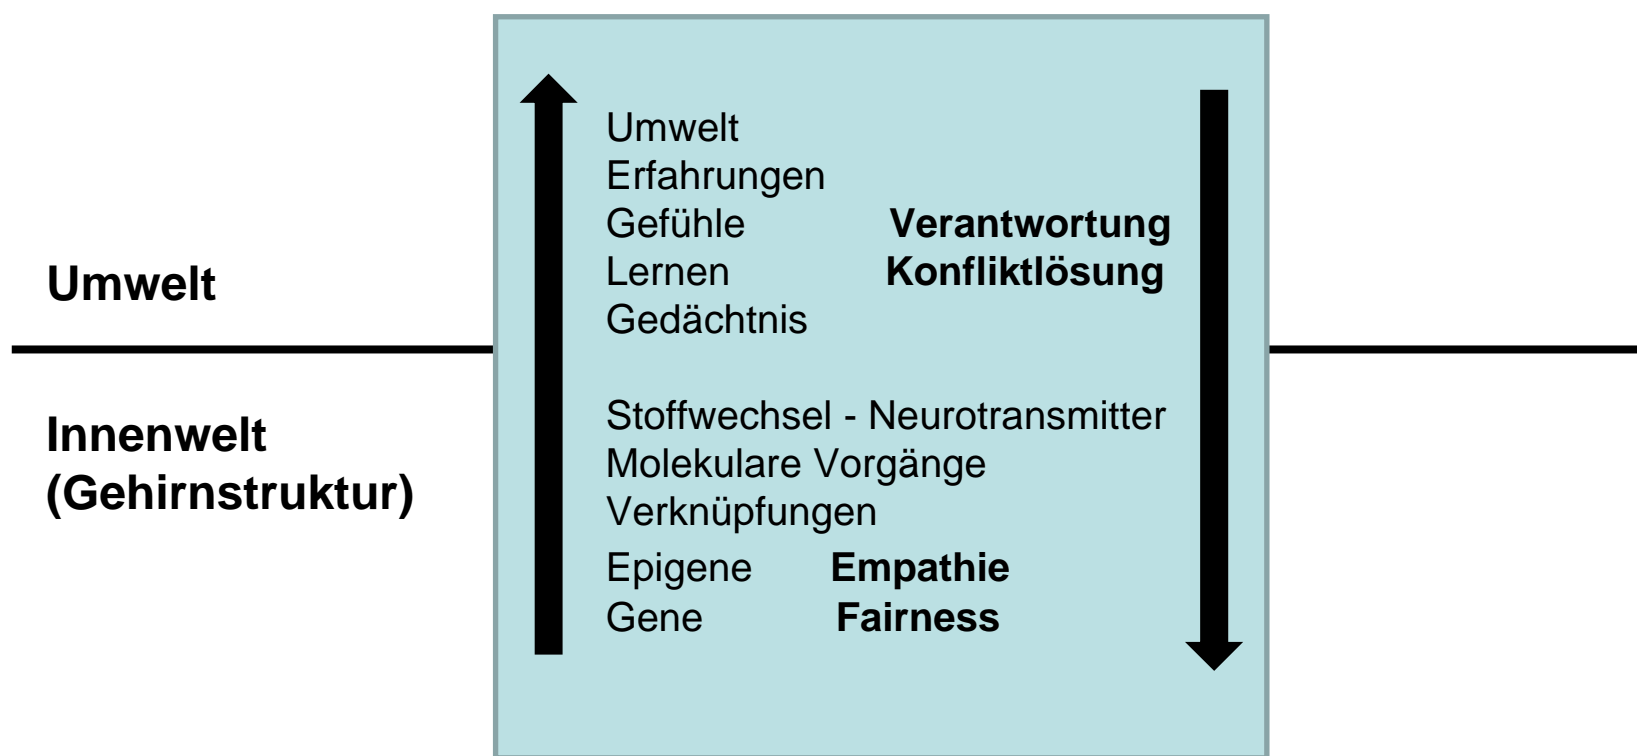 Umwelt
Erfahrungen
Gefühle Verantwortung
Lernen Konfliktlösung
Umwelt
Gedächtnis
Innenwelt
(Gehirnstruktur)
Stoffwechsel - Neurotransmitter
Molekulare Vorgänge
Verknüpfungen
Epigene Empathie
Gene Fairness